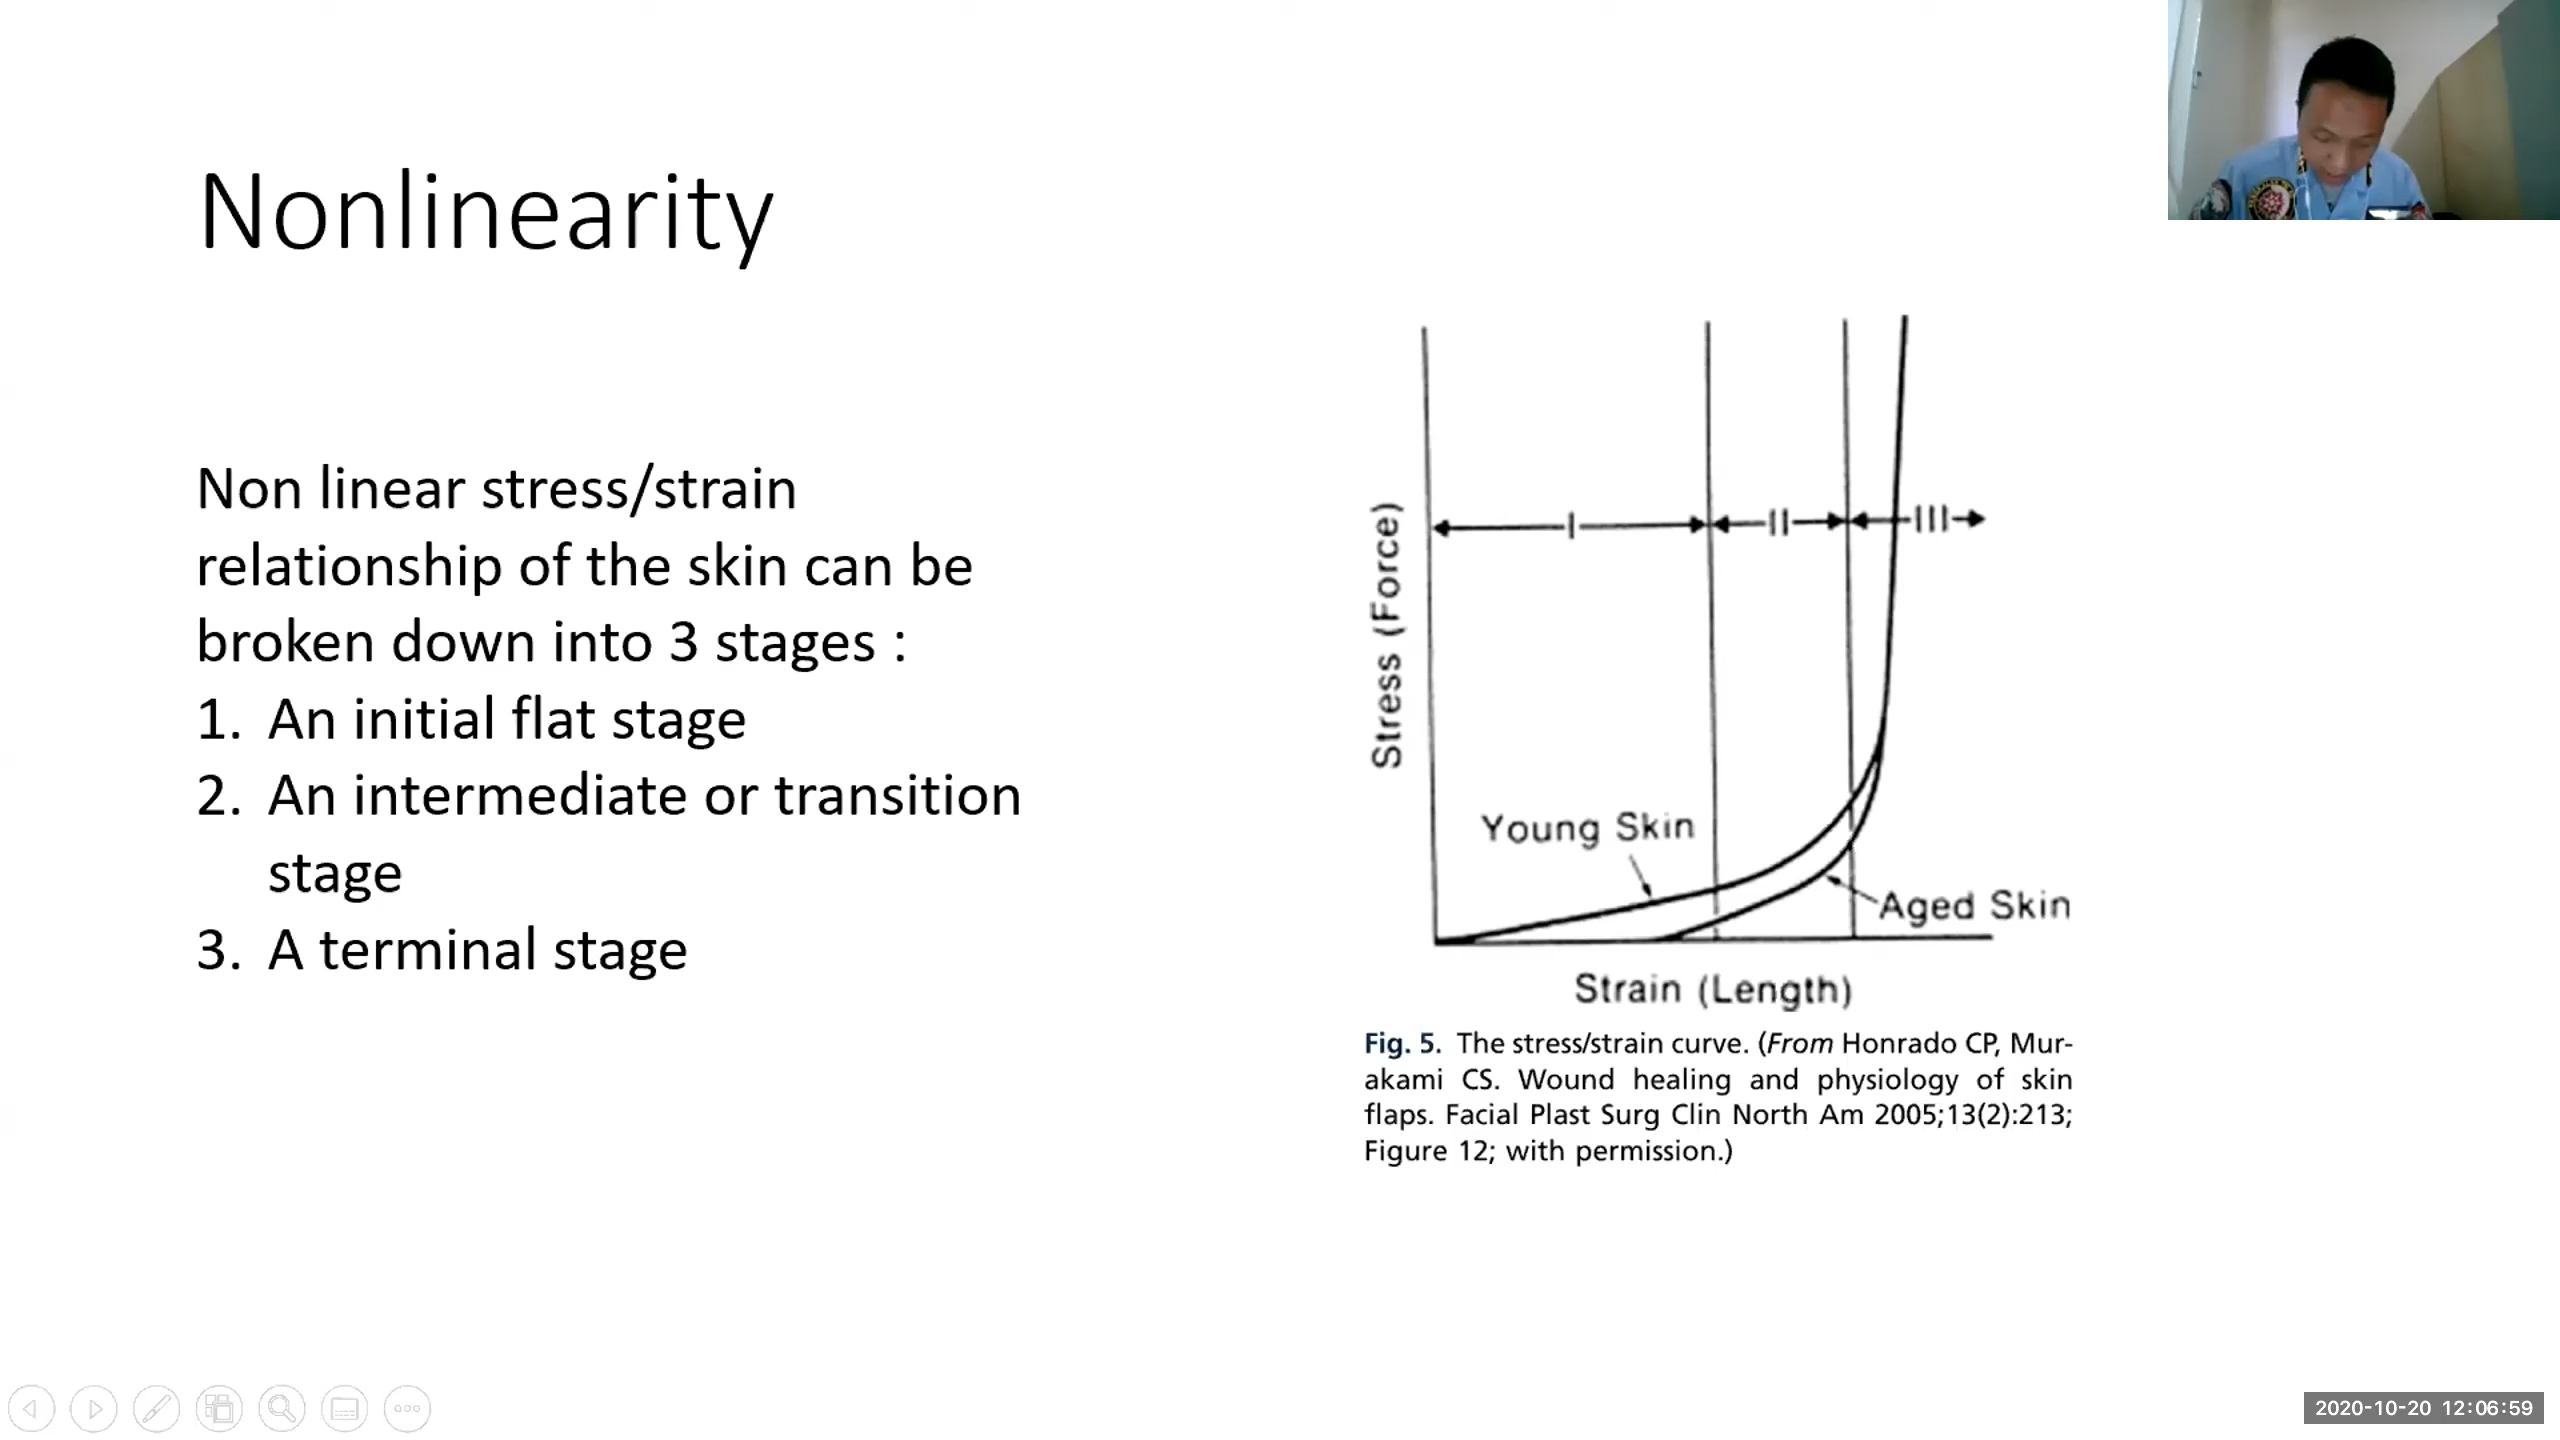 Nonlinearity
Non linear stress/strain
relationship of the skin can be
broken down into 3 stages :
1. An initial flat stage
2. An intermediate or transition
stage
3. A terminal stage
Stress (Force)
I
II
III
Young Skin
Aged Skin
Strain (Length)
Fig. 5. The stress/strain curve. (From Honrado CP, Mur-
akami CS. Wound healing and physiology of skin
flaps. Facial Plast Surg Clin North Am 2005;13(2):213;
Figure 12; with permission.)
2020-10-20 12:06:59